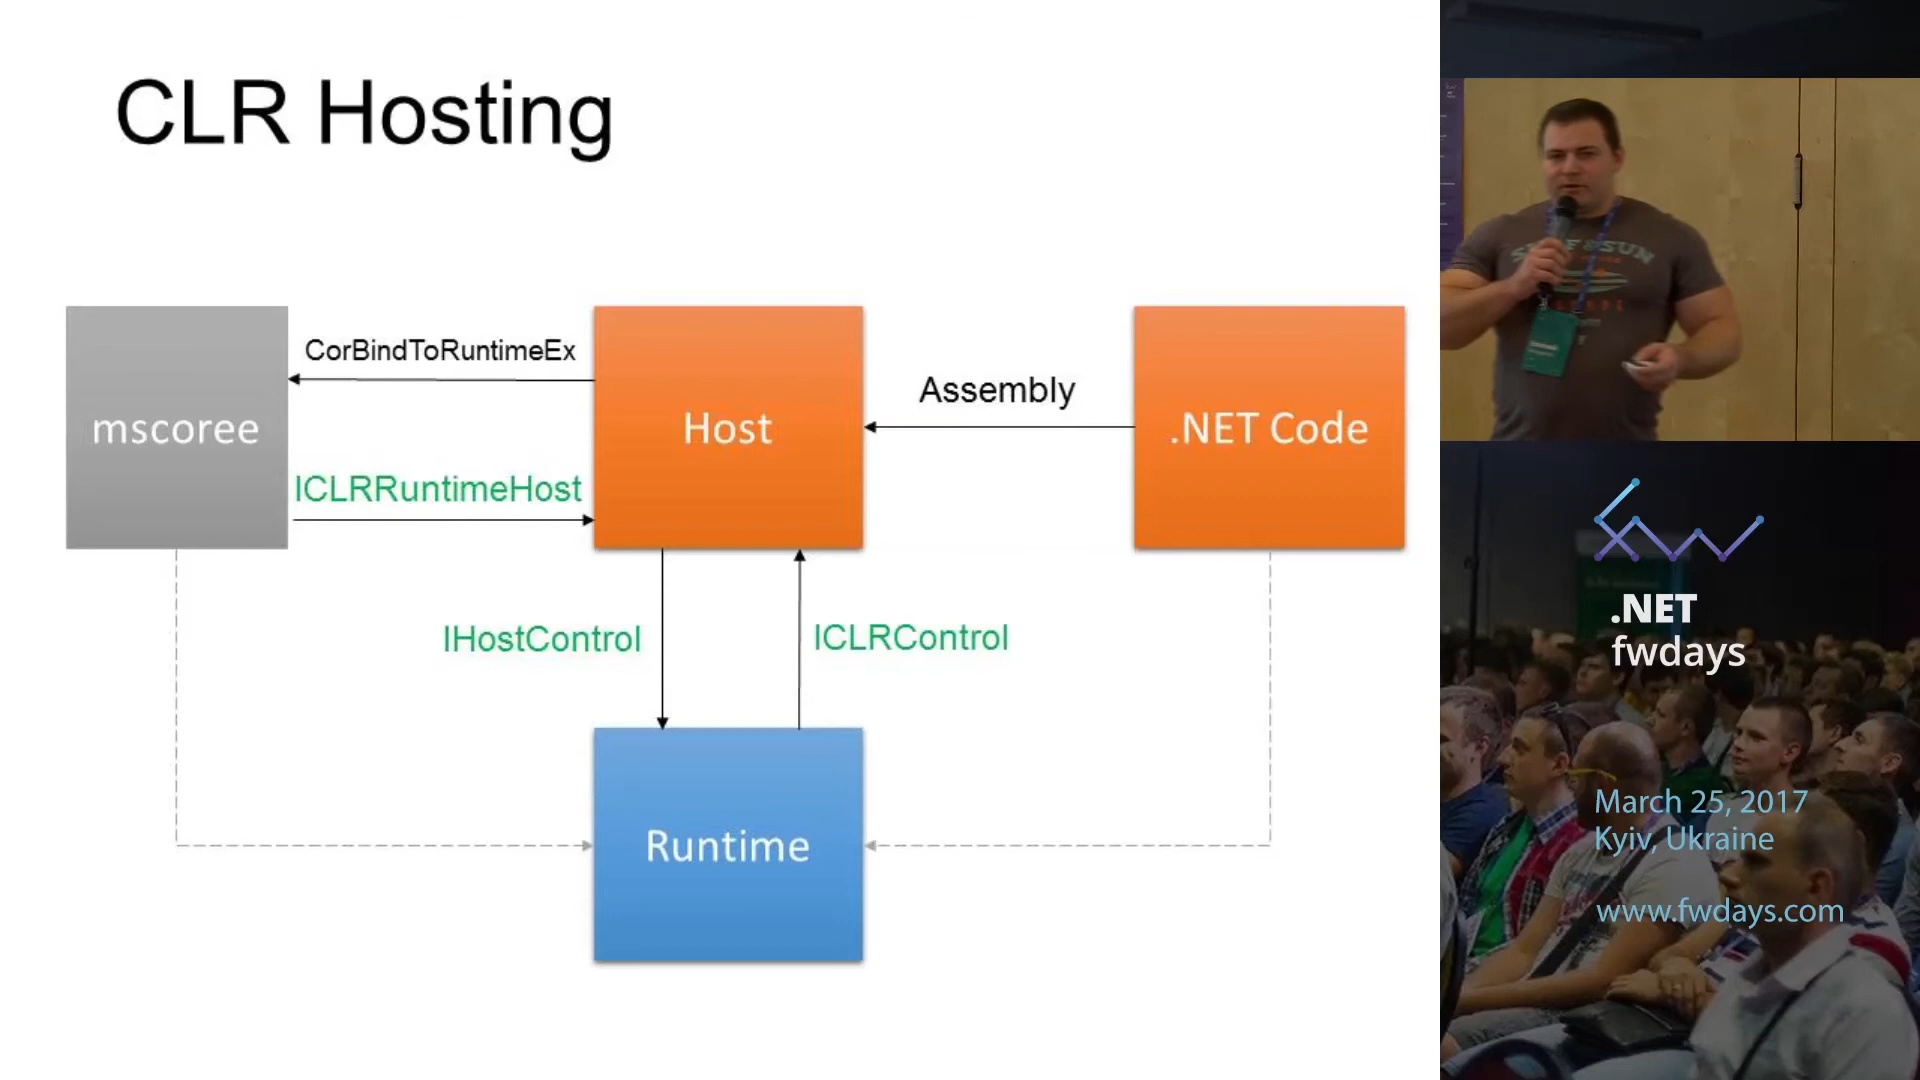 CLR Hosting
mscoree
CorBindToRuntimeEx
ICLRRuntimeHost
Host
Assembly
.NET Code
IHostControl
ICLRControl
Runtime
.NET
fwdays
March 25, 2017
Kyiv, Ukraine
www.fwdays.com